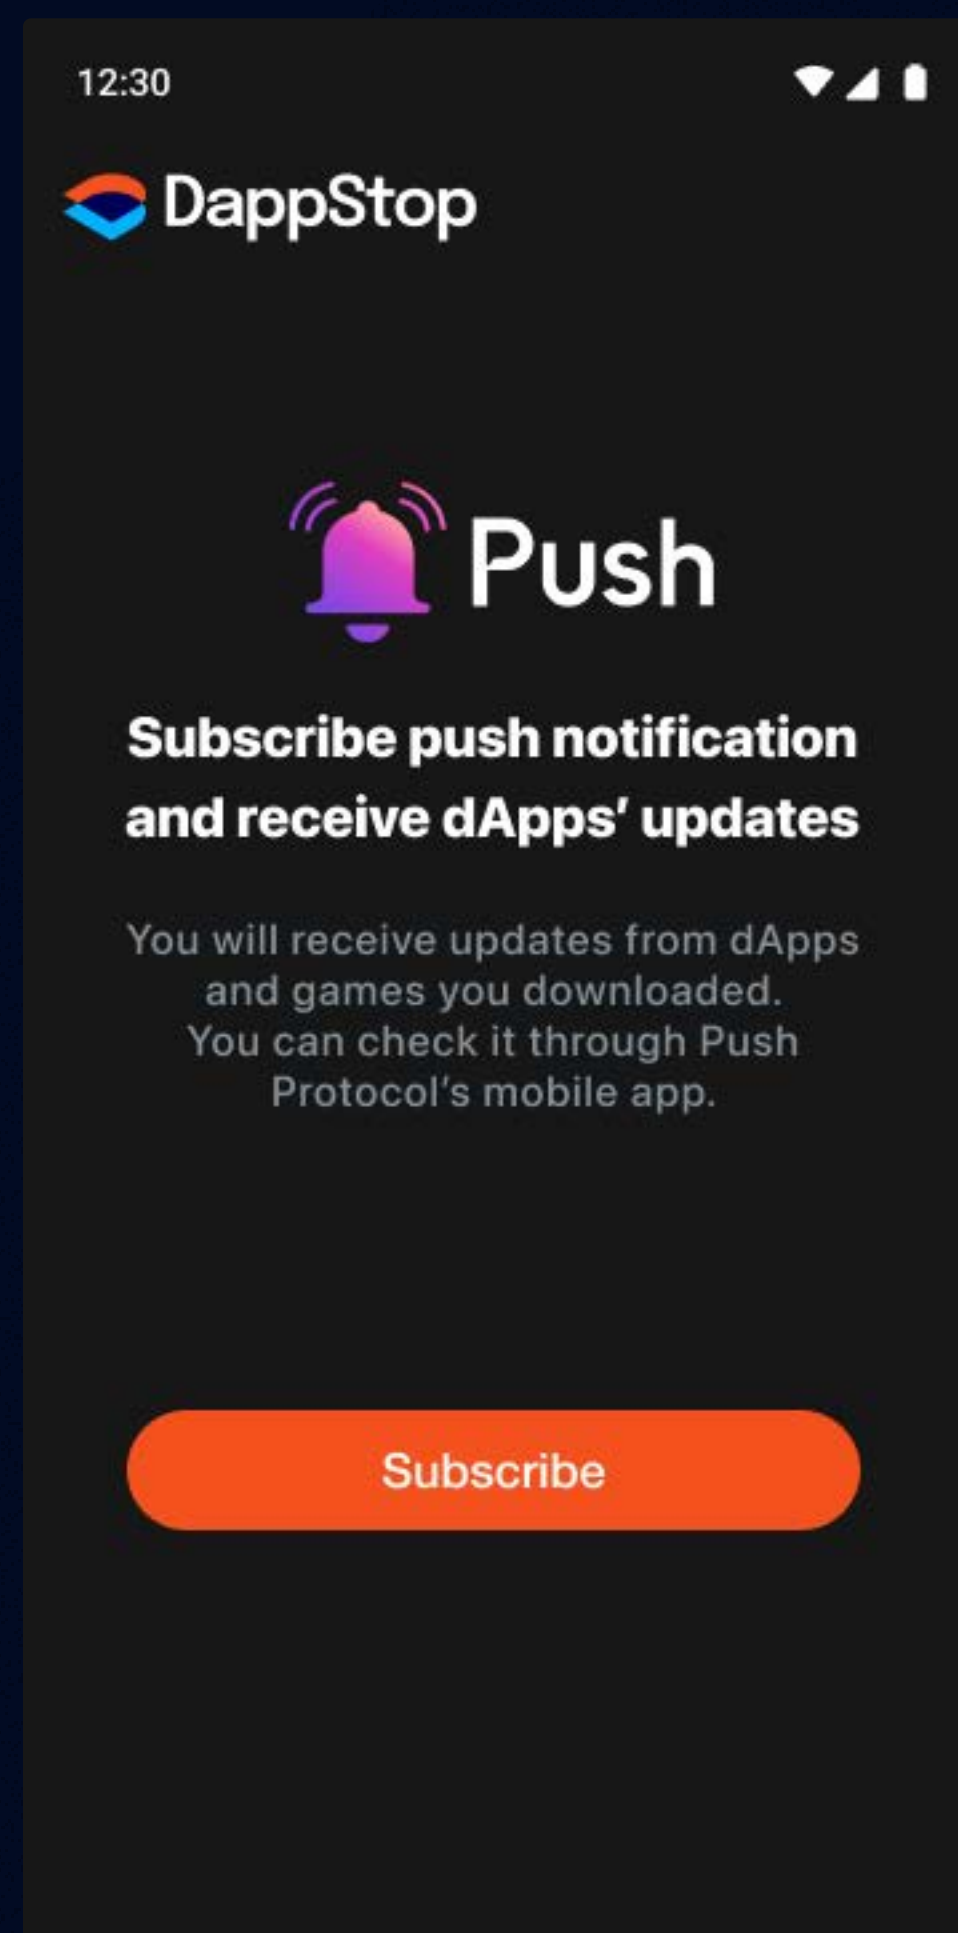 12:30
DappStop
Push
Subscribe push notification
and receive dApps’ updates
You will receive updates from dApps
and games you downloaded.
You can check it through Push
Protocol’s mobile app.
Subscribe